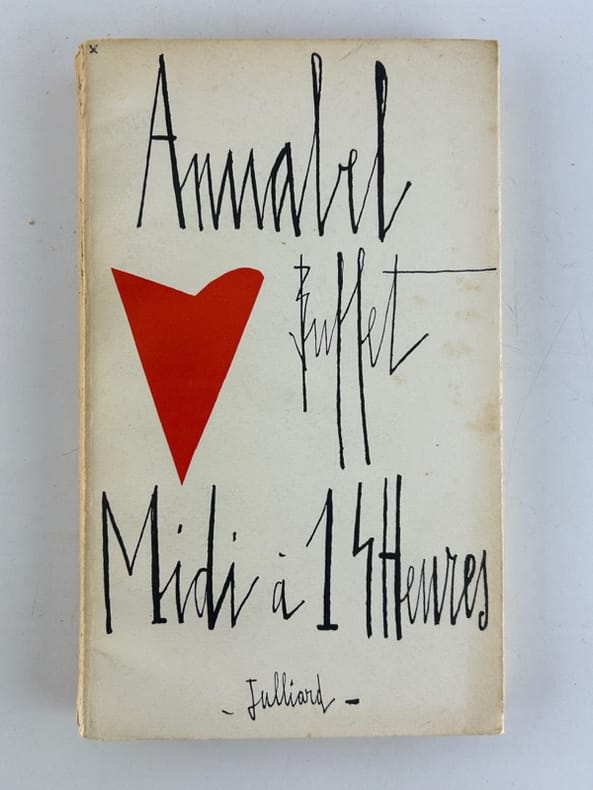 x
Annabel
Buffet
Midi à 14 Heures
- Julliard -